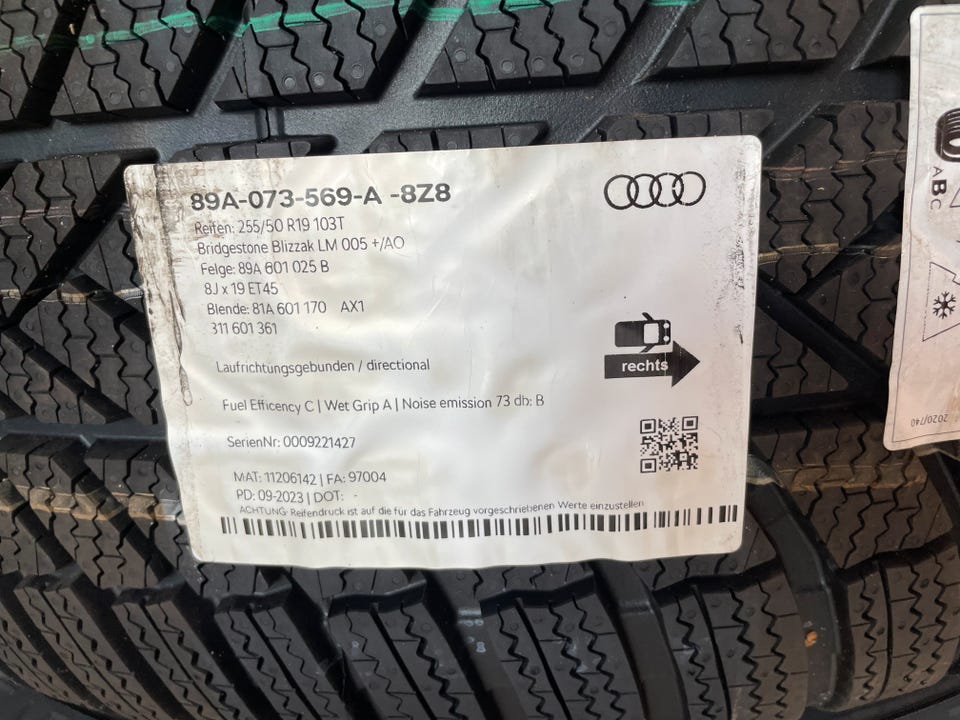 89A-073-569-A -8Z8
Reifen: 255/50 R19 103T
Bridgestone Blizzak LM 005 +/AO
Felge: 89A 601 025 B
8J x 19 ET45
Blende: 81A 601 170 AX1
311 601 361
rechts
Laufrichtungsgebunden / directional
Fuel Efficency C | Wet Grip A | Noise emission 73 db: B
SerienNr: 0009221427
MAT: 11206142 | FA: 97004
PD: 09-2023 | DOT: -
ACHTUNG: Reifendruck ist auf die für das Fahrzeug vorgeschriebenen Werte einzustellen
ABC
2020/740